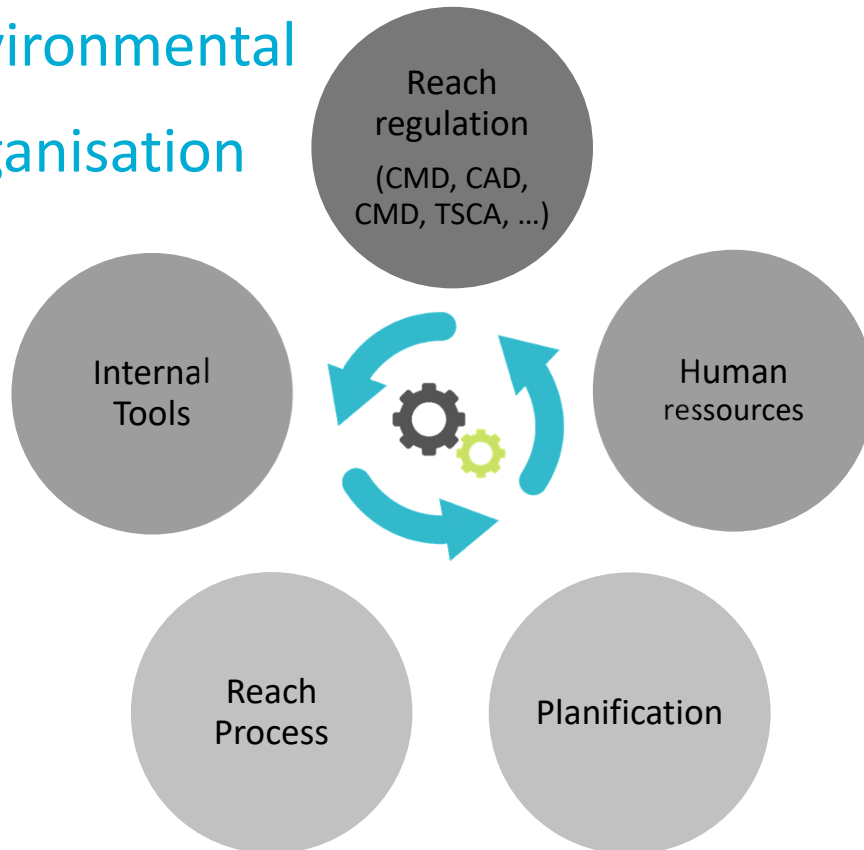 vironmental
ganisation
Reach
regulation
(CMD, CAD,
CMD, TSCA, …)
Internal
Tools
Human
ressources
Reach
Process
Planification